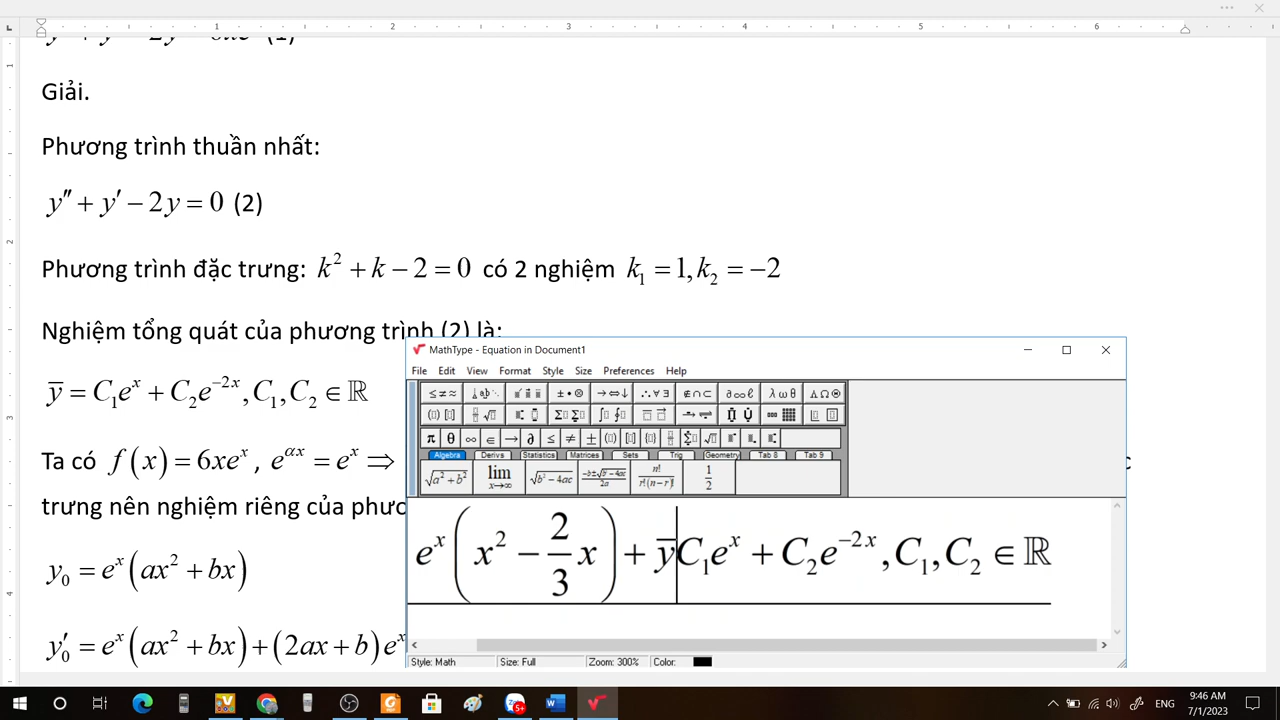 Giải.
Phương trình thuần nhất:
y″ + y′ − 2y = 0 (2)
Phương trình đặc trưng: k² + k − 2 = 0 có 2 nghiệm k₁ = 1, k₂ = −2
Nghiệm tổng quát của phương trình (2) là:
y̅ = C₁eˣ + C₂e⁻²ˣ, C₁, C₂ ∈ ℝ
Ta có f(x) = 6xeˣ, e^{αx} = eˣ ⇒
trưng nên nghiệm riêng của phươ
y₀ = eˣ(ax² + bx)
y₀′ = eˣ(ax² + bx) + (2ax + b)eˣ
MathType - Equation in Document1
File Edit View Format Style Size Preferences Help
Algebra Derivs Statistics Matrices Sets Trig Geometry Tab 8 Tab 9
eˣ(x² − 2/3 x) + y̅C₁eˣ + C₂e⁻²ˣ, C₁, C₂ ∈ ℝ
Style: Math Size: Full Zoom: 300% Color:
ENG
9:46 AM
7/1/2023